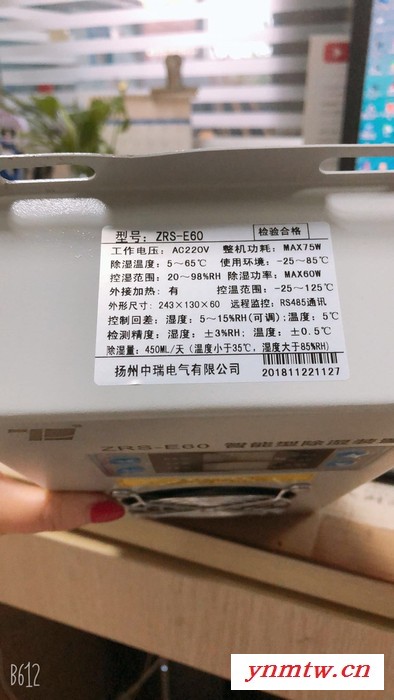 型号: ZRS-E60 检验合格
工作电压: AC220V 整机功耗: MAX75W
除湿温度: 5~65℃ 使用环境: -25~85℃
控湿范围: 20~98%RH 除湿功率: MAX60W
外接加热: 有 控温范围: -25~125℃
外形尺寸: 243×130×60 远程监控: RS485通讯
控制回差: 湿度: 5~15%RH(可调) 温度: 5℃
检测精度: 湿度: ±3%RH; 温度: ±0.5℃
除湿量: 450ML/天 (温度小于35℃, 湿度大于85%RH)
扬州中瑞电气有限公司 201811221127
ZRS-E60 智能型除湿装置
B612
ynmtw.cn